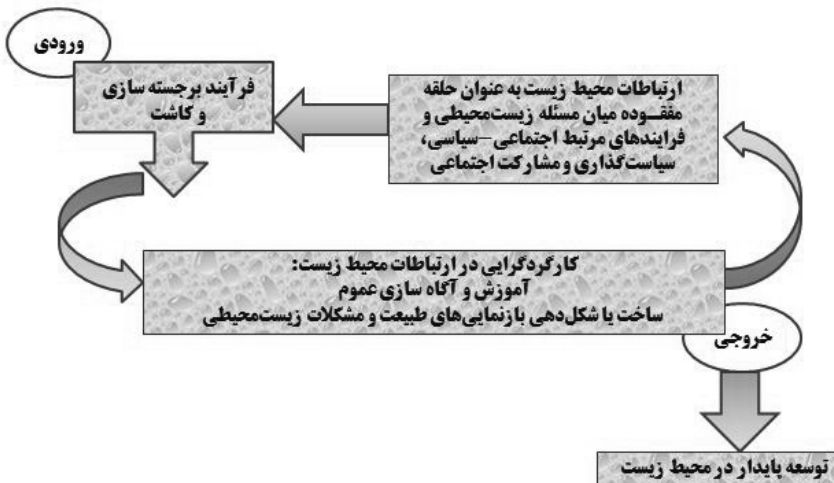 ورودی
فرآیند برجسته سازی
و کاشت
ارتباطات محیط زیست به عنوان حلقه
مفقــوده میان مسئله زیست‌محیطی و
فرایندهای مرتبط اجتماعی-سیاسی،
سیاست‌گذاری و مشارکت اجتماعی
کارگردگرایی در ارتباطات محیط زیست:
آموزش و آگاه سازی عموم
ساخت یا شکل‌دهی بازنمایی‌های طبیعت و مشکلات زیست‌محیطی
خروجی
توسعه پایدار در محیط زیست